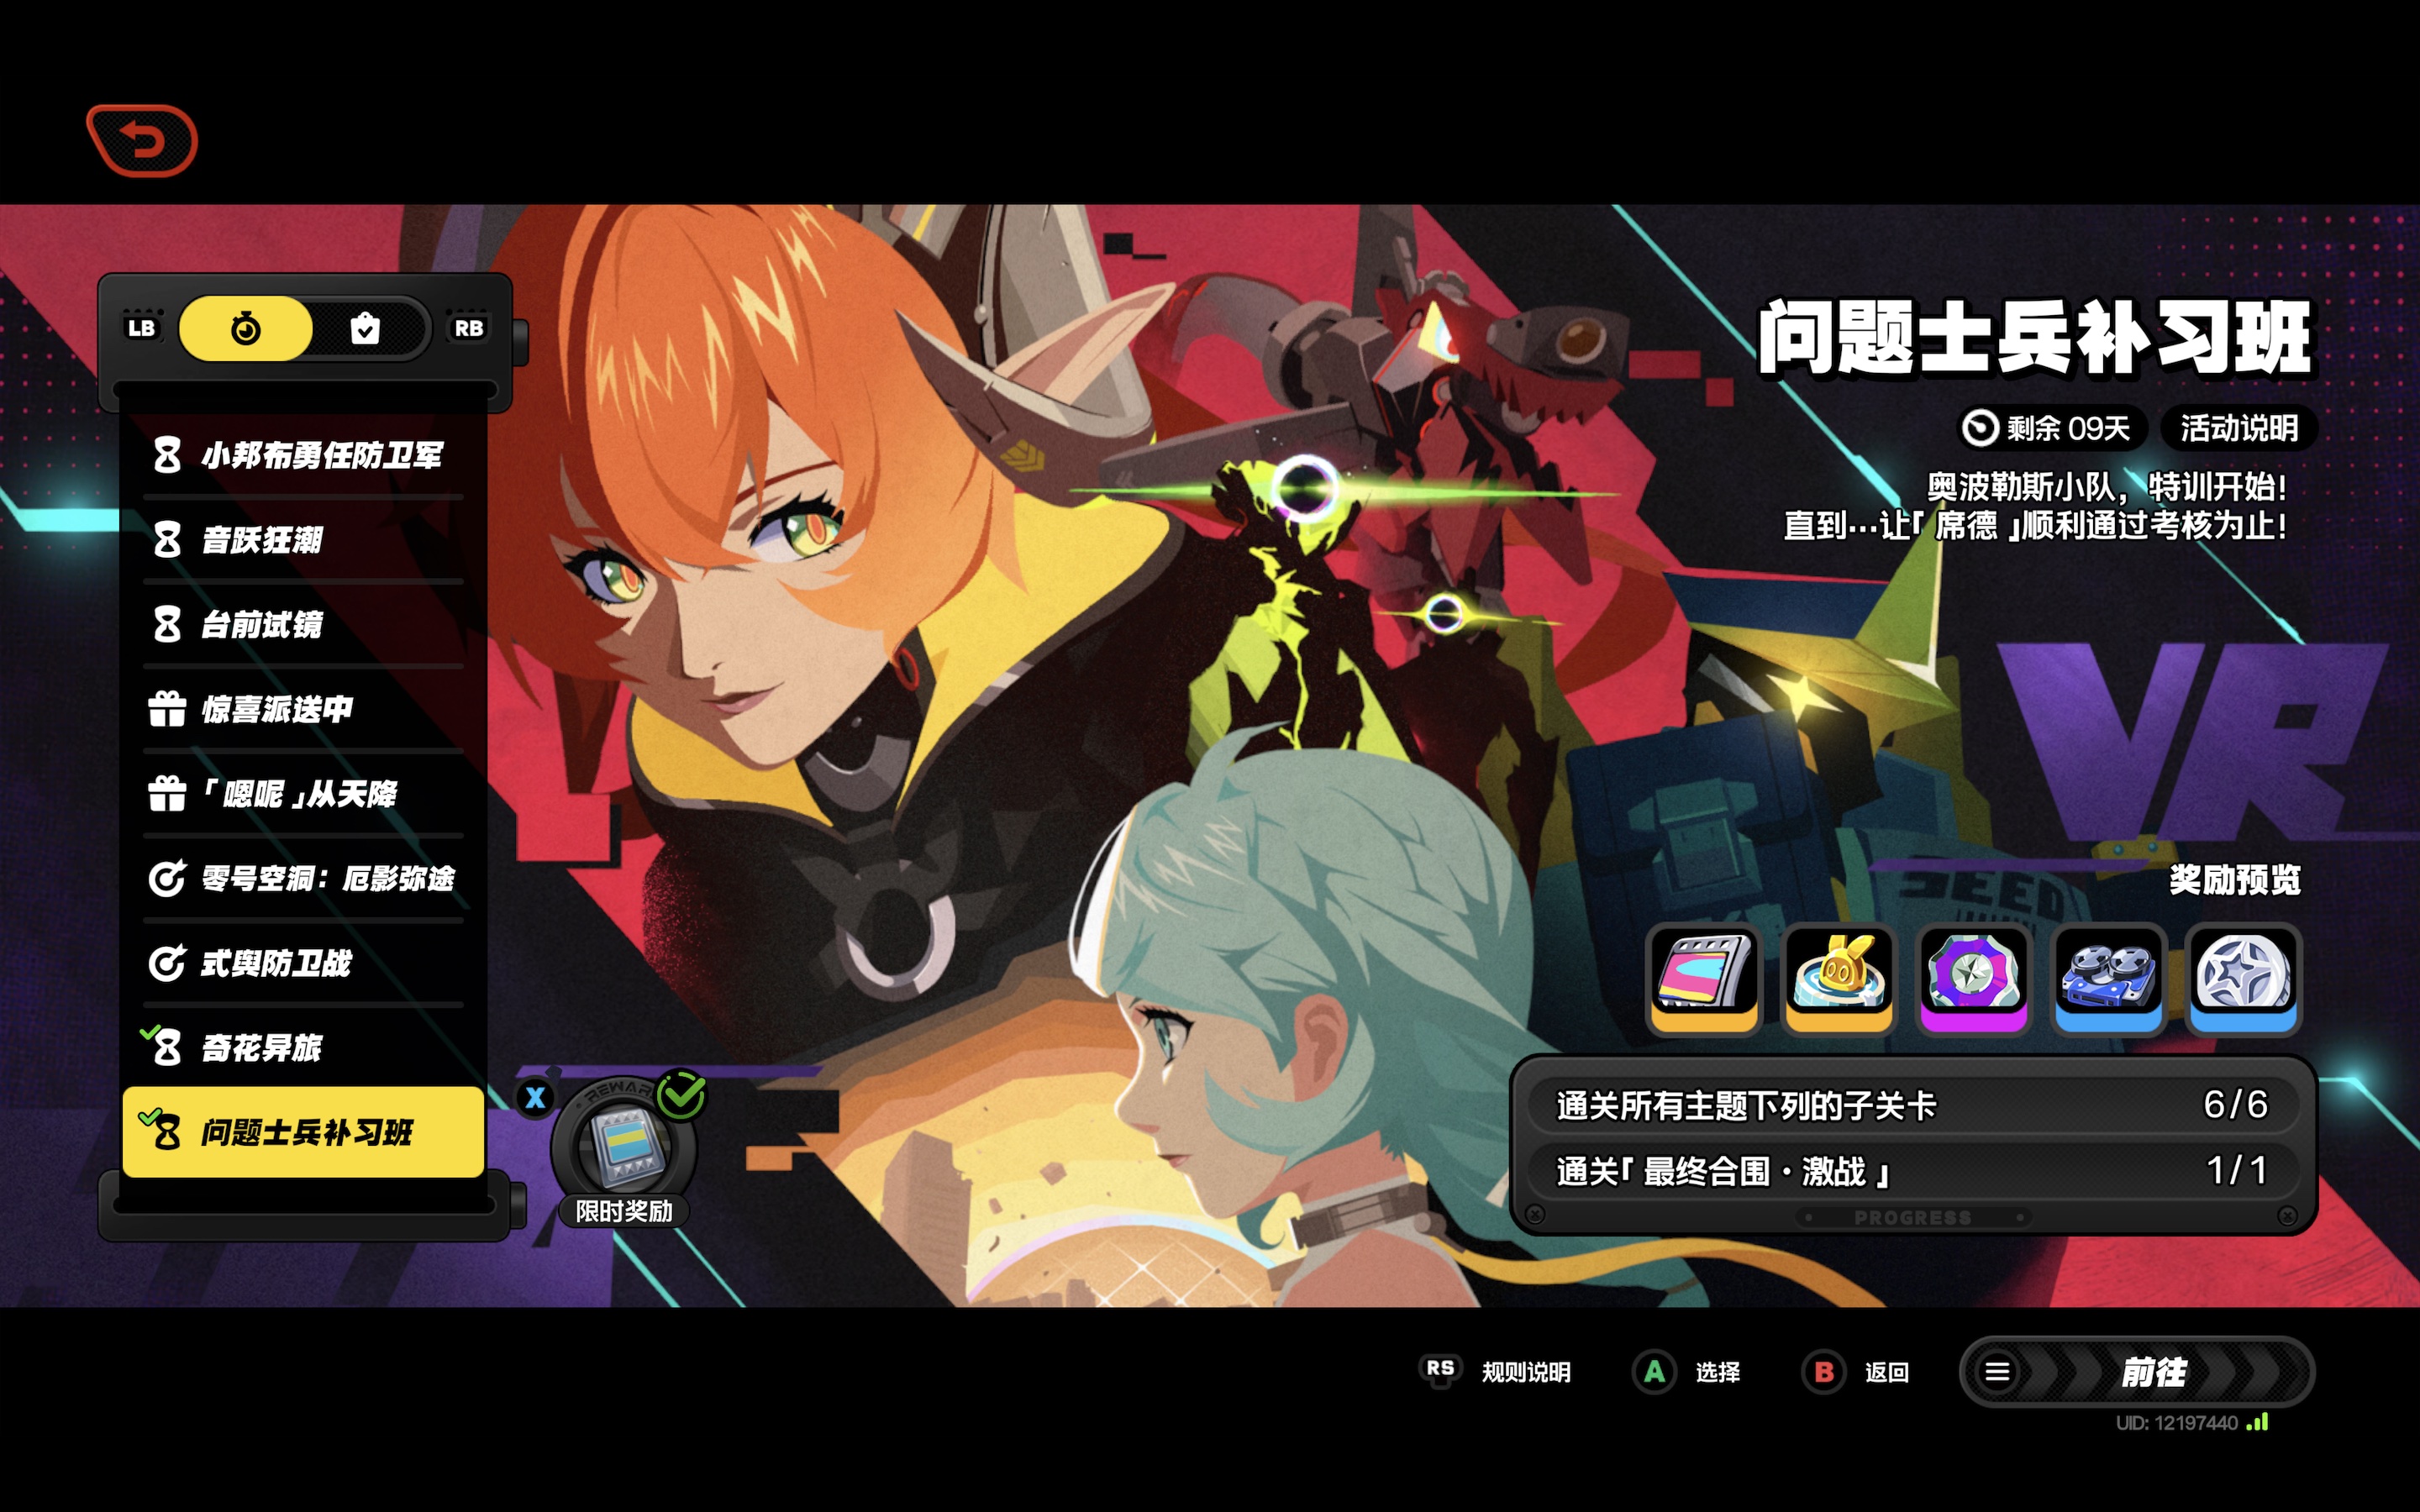 LB
RB
小邦布勇任防卫军
音跃狂潮
台前试镜
惊喜派送中
「嗯呢」从天降
零号空洞：厄影弥途
式舆防卫战
奇花异旅
问题士兵补习班
X
REWAR
限时奖励
问题士兵补习班
剩余 09天
活动说明
奥波勒斯小队，特训开始！
直到…让「席德」顺利通过考核为止！
VR
SEED
奖励预览
通关所有主题下列的子关卡 6/6
通关「最终合围·激战」 1/1
PROGRESS
RS 规则说明
A 选择
B 返回
前往
UID: 12197440